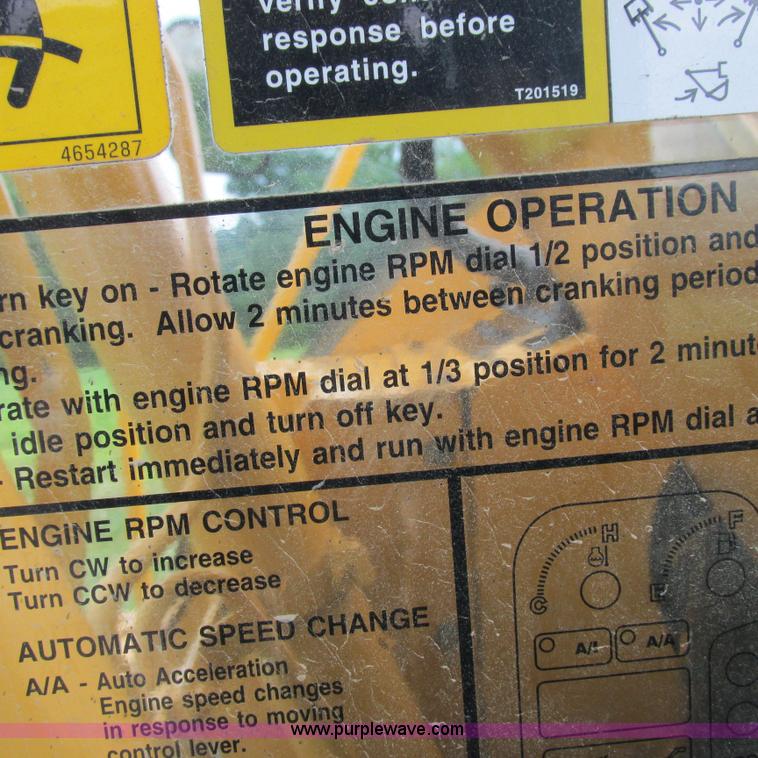 response before
operating.
T201519
4654287
ENGINE OPERATION
rn key on - Rotate engine RPM dial 1/2 position and
cranking. Allow 2 minutes between cranking period
ng.
rate with engine RPM dial at 1/3 position for 2 minut
idle position and turn off key.
- Restart immediately and run with engine RPM dial a
ENGINE RPM CONTROL
Turn CW to increase
Turn CCW to decrease
AUTOMATIC SPEED CHANGE
A/A - Auto Acceleration
Engine speed changes
in response to moving
control lever.
H
C
F
E
A/I
A/A
www.purplewave.com